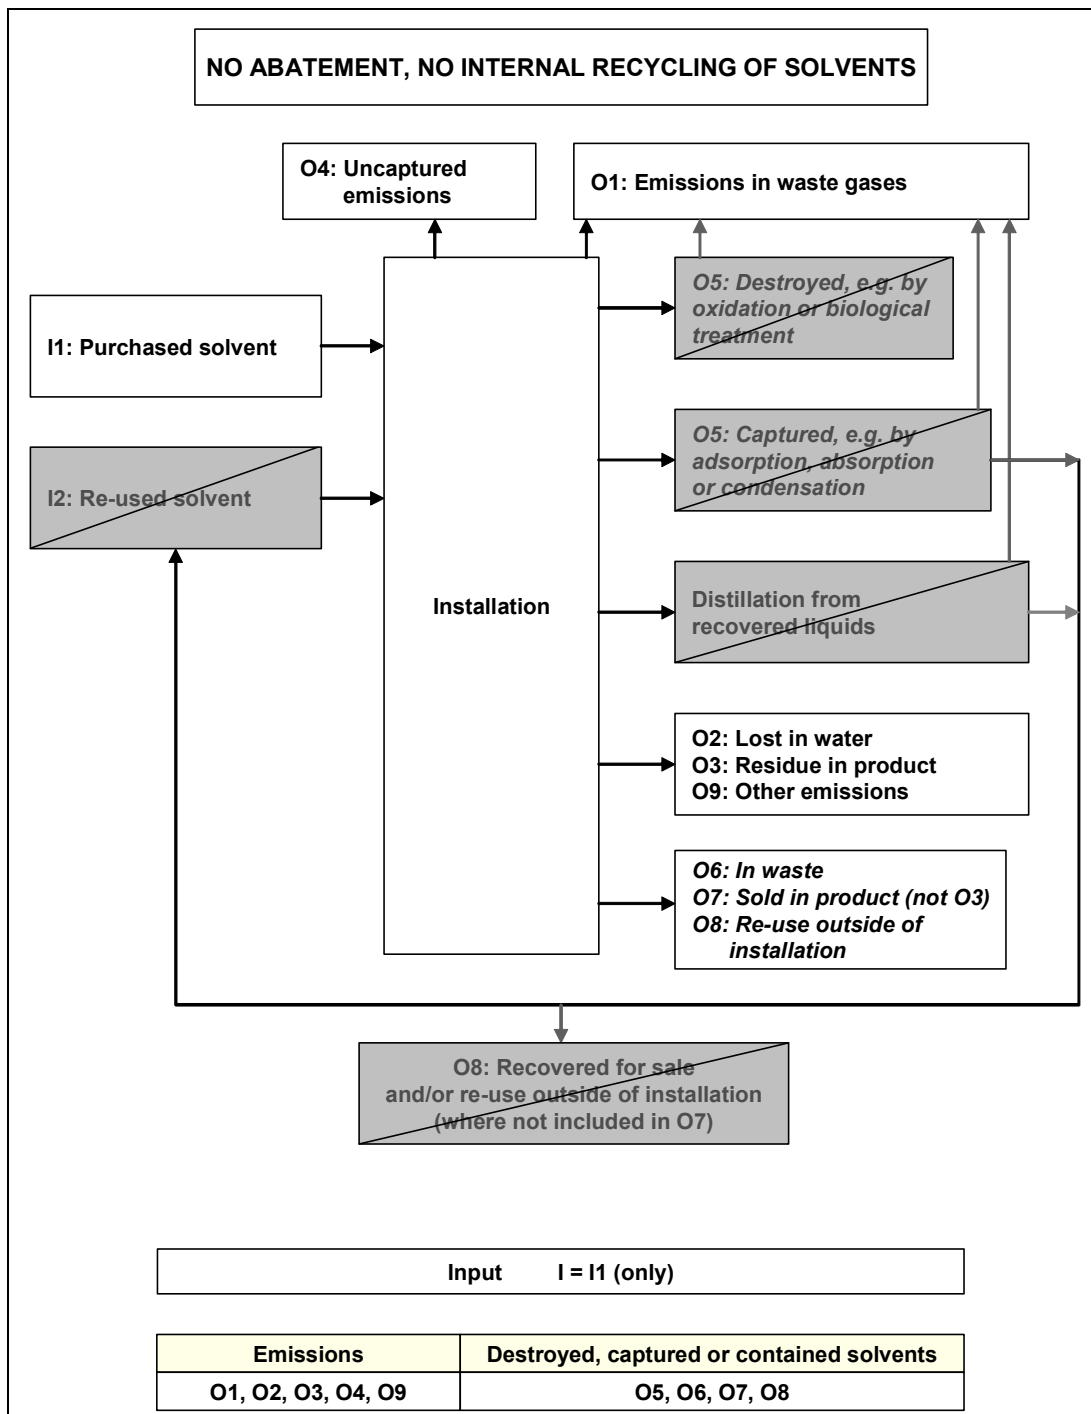 NO ABATEMENT, NO INTERNAL RECYCLING OF SOLVENTS
O4: Uncaptured
emissions
O1: Emissions in waste gases
I1: Purchased solvent
I2: Re-used solvent
Installation
O5: Destroyed, e.g. by
oxidation or biological
treatment
O5: Captured, e.g. by
adsorption, absorption
or condensation
Distillation from
recovered liquids
O2: Lost in water
O3: Residue in product
O9: Other emissions
O6: In waste
O7: Sold in product (not O3)
O8: Re-use outside of
installation
O8: Recovered for sale
and/or re-use outside of installation
(where not included in O7)
Input I = I1 (only)
Emissions Destroyed, captured or contained solvents
O1, O2, O3, O4, O9 O5, O6, O7, O8